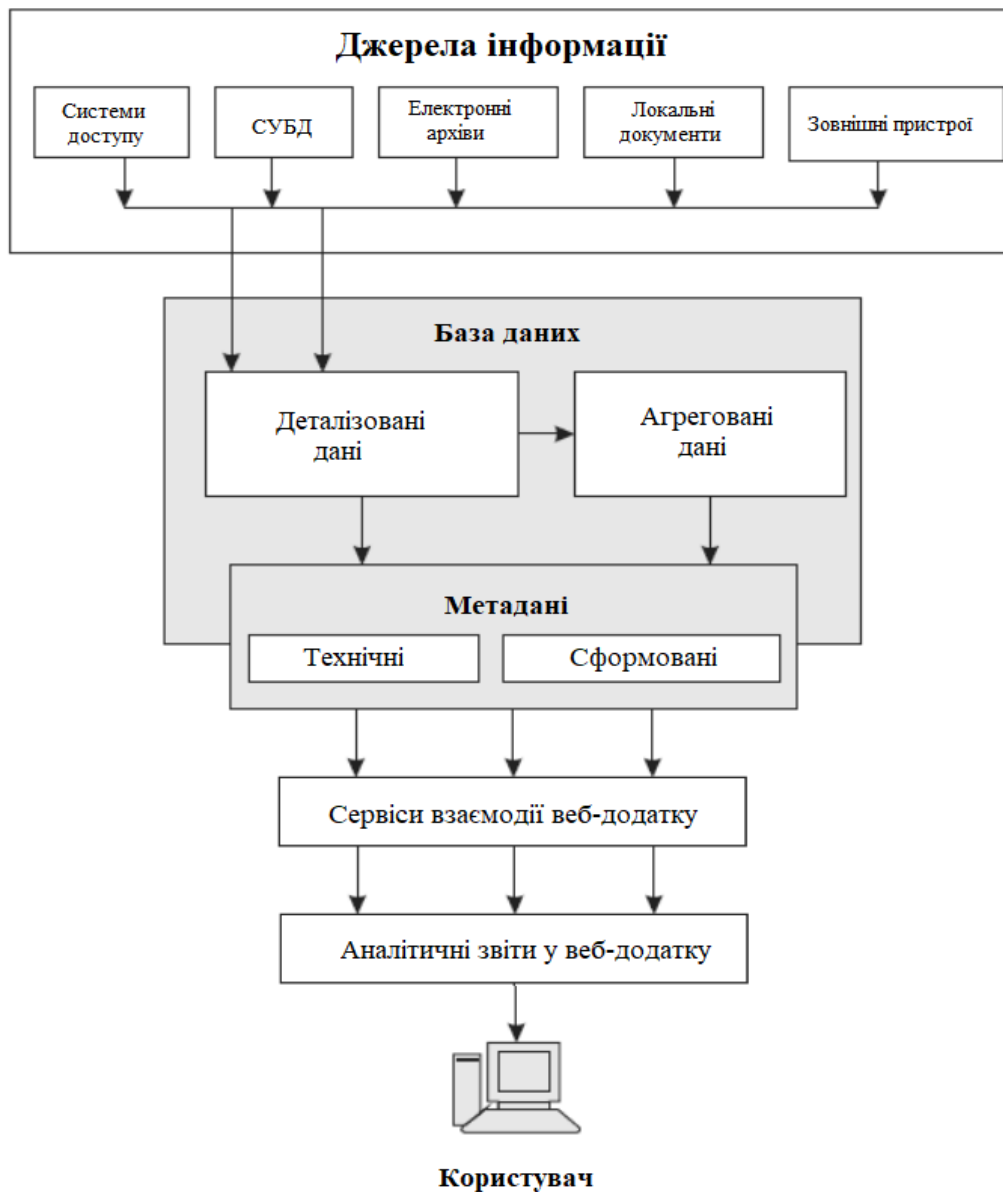 Джерела інформації
Системи
доступу
СУБД
Електронні
архіви
Локальні
документи
Зовнішні пристрої
База даних
Деталізовані
дані
Агреговані
дані
Метадані
Технічні
Сформовані
Сервіси взаємодії веб-додатку
Аналітичні звіти у веб-додатку
Користувач